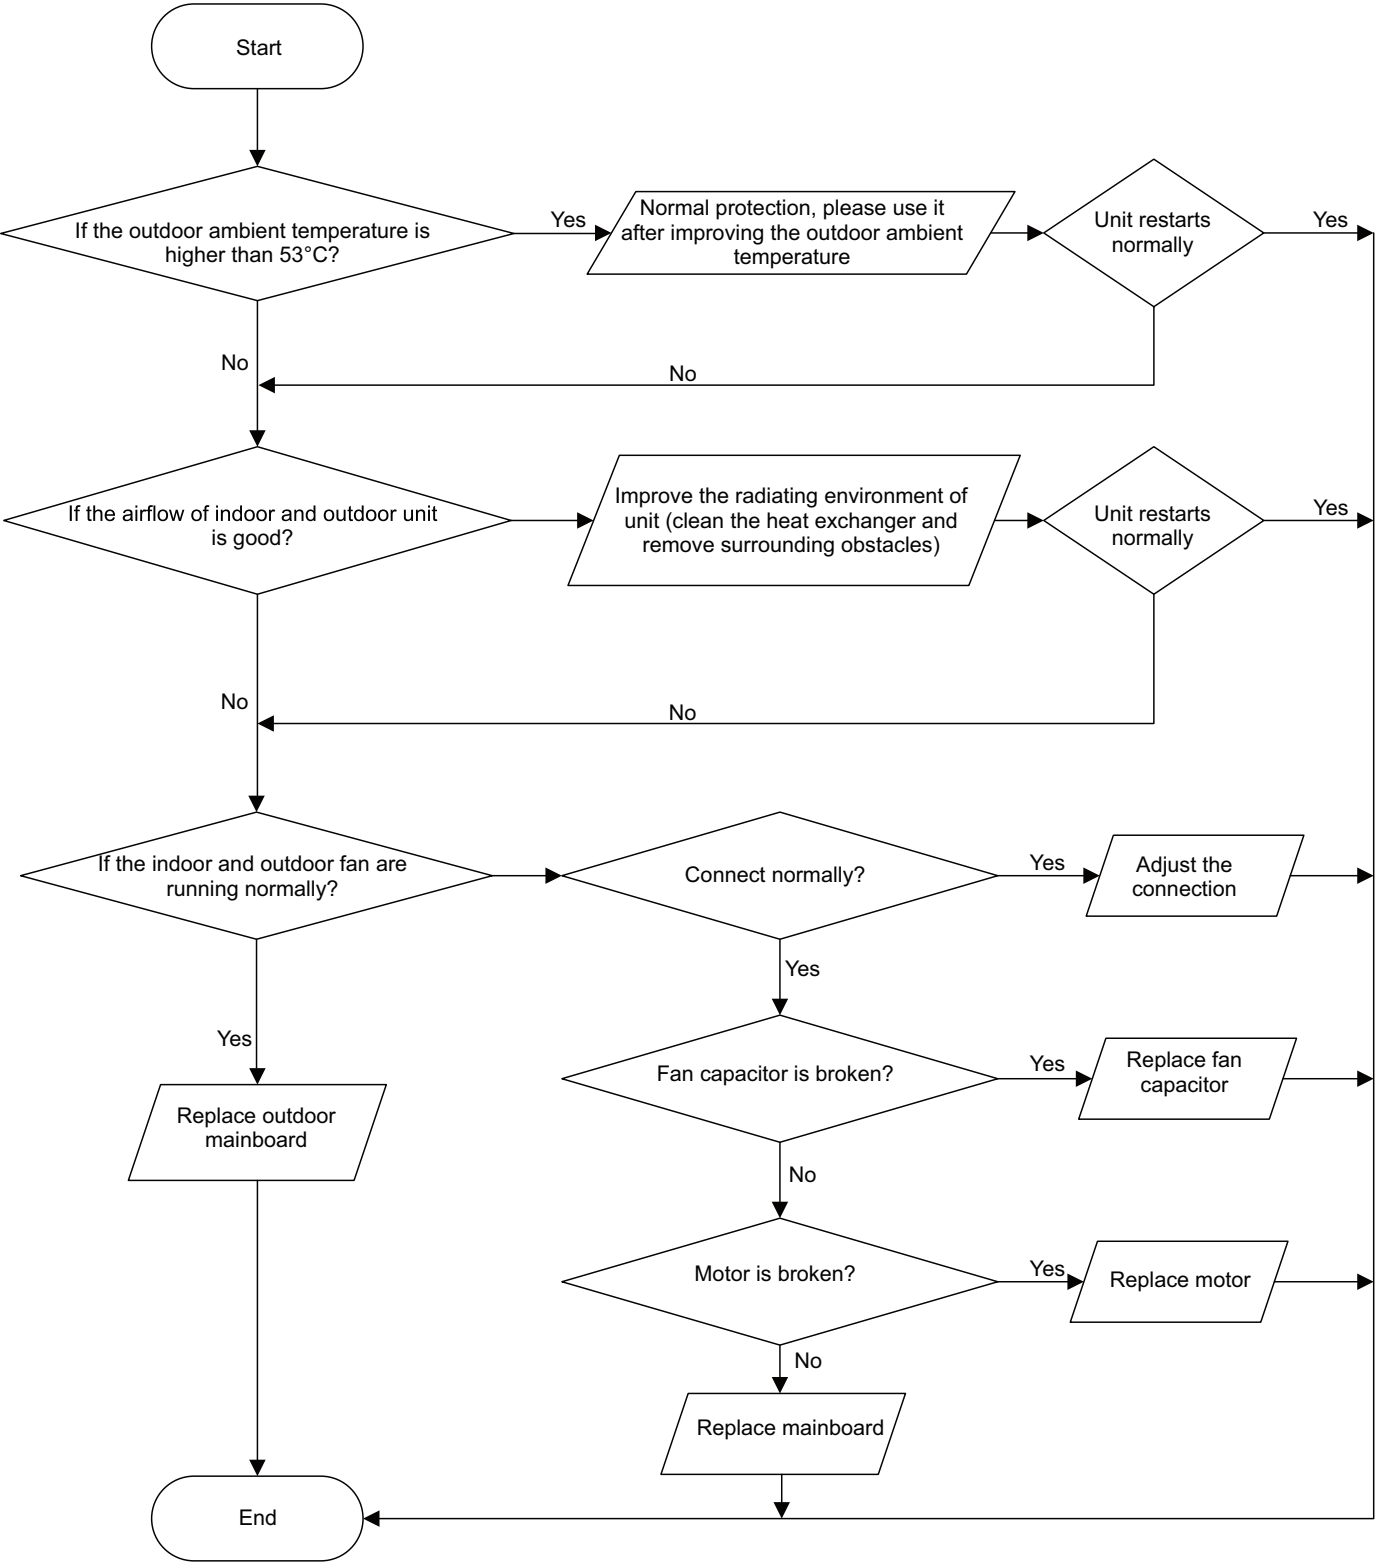 Start
If the outdoor ambient temperature is
higher than 53°C?
Yes
Normal protection, please use it
after improving the outdoor ambient
temperature
Unit restarts
normally
Yes
No
No
If the airflow of indoor and outdoor unit
is good?
Improve the radiating environment of
unit (clean the heat exchanger and
remove surrounding obstacles)
Unit restarts
normally
Yes
No
No
If the indoor and outdoor fan are
running normally?
Connect normally?
Yes
Adjust the
connection
Yes
Yes
Fan capacitor is broken?
Yes
Replace fan
capacitor
Replace outdoor
mainboard
No
Motor is broken?
Yes
Replace motor
No
Replace mainboard
End